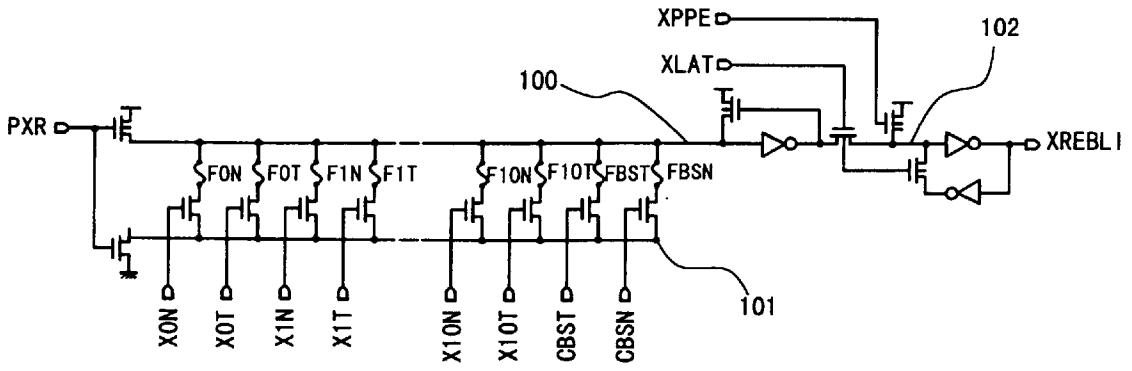 XPPE
XLAT
102
100
PXR
XREBLI
F0N
F0T
F1N
F1T
F10N
F10T
FBST
FBSN
101
X0N
X0T
X1N
X1T
X10N
X10T
CBST
CBSN